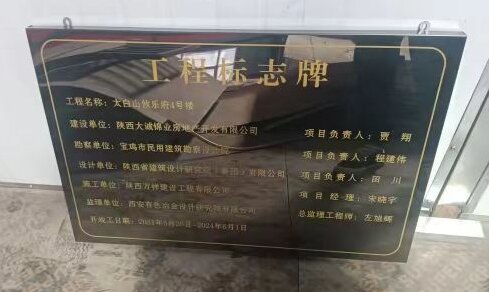 工程标志牌
工程名称：太白山攸乐府4号楼
建设单位：陕西大诚锦业房地产开发有限公司
项目负责人：贾 翔
勘察单位：宝鸡市民用建筑勘察设计院
项目负责人：程建伟
设计单位：陕西省建筑设计研究院（集团）有限公司
项目负责人：田 川
施工单位：陕西万祥建设工程有限公司
项目 经理：宋晓宇
监理单位：西安有色冶金设计研究院有限公司
总监理工程师：左旭辉
开竣工日期：2021年5月20日-2024年6月1日